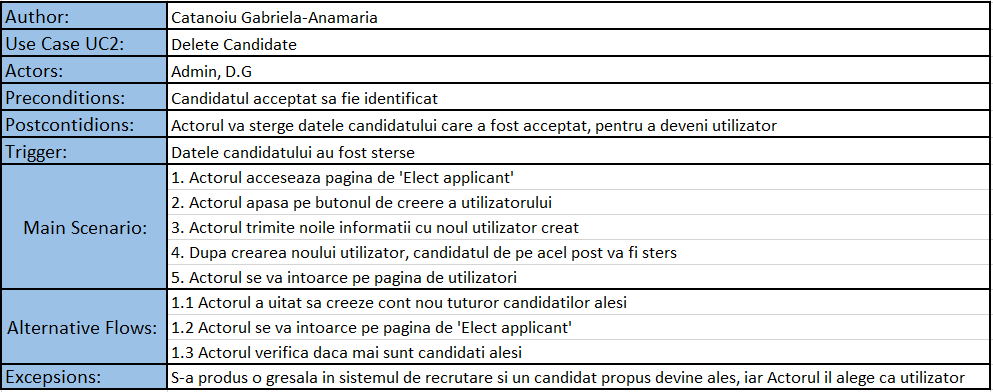 Author: Catanoiu Gabriela-Anamaria
Use Case UC2: Delete Candidate
Actors: Admin, D.G
Preconditions: Candidatul acceptat sa fie identificat
Postcontidions: Actorul va sterge datele candidatului care a fost acceptat, pentru a deveni utilizator
Trigger: Datele candidatului au fost sterse
Main Scenario:
1. Actorul acceseaza pagina de 'Elect applicant'
2. Actorul apasa pe butonul de creere a utilizatorului
3. Actorul trimite noile informatii cu noul utilizator creat
4. Dupa crearea noului utilizator, candidatul de pe acel post va fi sters
5. Actorul se va intoarce pe pagina de utilizatori
Alternative Flows:
1.1 Actorul a uitat sa creeze cont nou tuturor candidatilor alesi
1.2 Actorul se va intoarce pe pagina de 'Elect applicant'
1.3 Actorul verifica daca mai sunt candidati alesi
Excepsions: S-a produs o gresala in sistemul de recrutare si un candidat propus devine ales, iar Actorul il alege ca utilizator